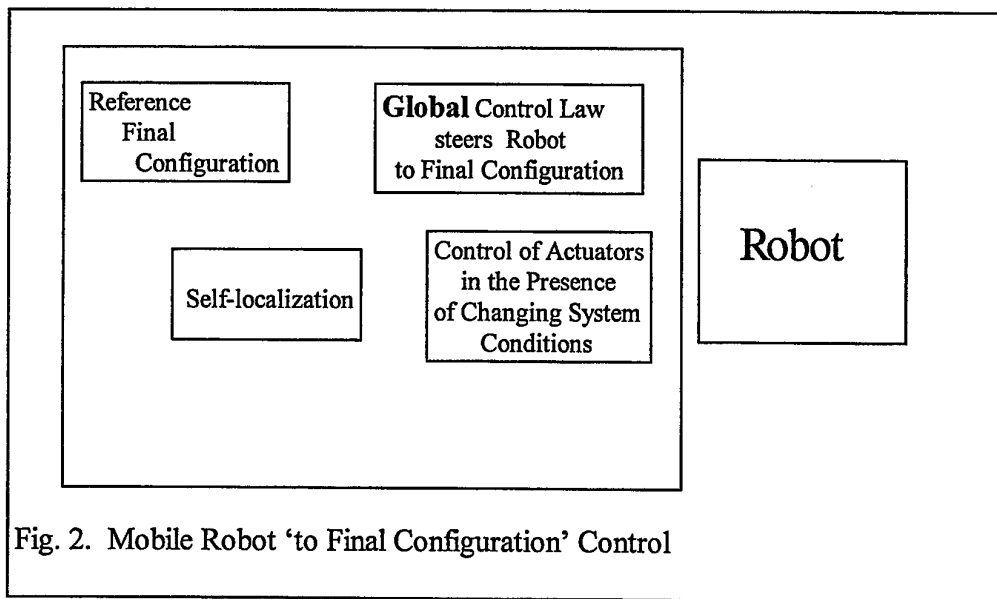 Reference
Final
Configuration
Global Control Law
steers Robot
to Final Configuration
Self-localization
Control of Actuators
in the Presence
of Changing System
Conditions
Robot
Fig. 2. Mobile Robot ‘to Final Configuration’ Control